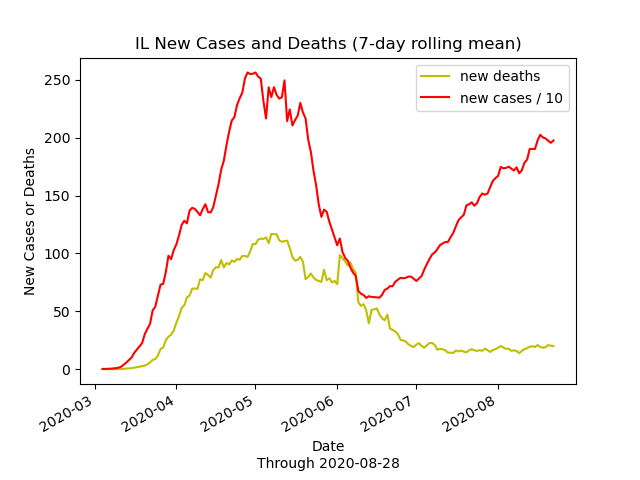 IL New Cases and Deaths (7-day rolling mean)
new deaths
new cases / 10
250
200
150
100
50
0
New Cases or Deaths
2020-03
2020-04
2020-05
2020-06
2020-07
2020-08
Date
Through 2020-08-28